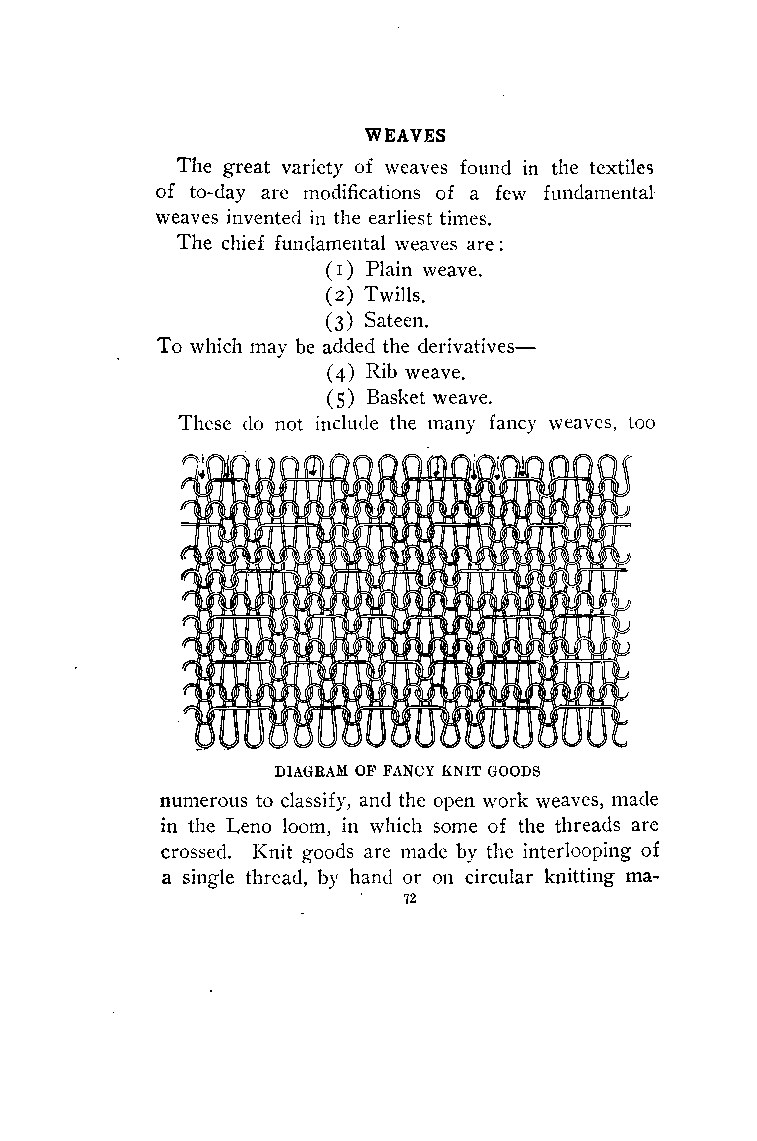 WEAVES
The great variety of weaves found in the textiles
of to-day are modifications of a few fundamental
weaves invented in the earliest times.
The chief fundamental weaves are:
(1) Plain weave.
(2) Twills.
(3) Sateen.
To which may be added the derivatives—
(4) Rib weave.
(5) Basket weave.
These do not include the many fancy weaves, too
DIAGRAM OF FANCY KNIT GOODS
numerous to classify, and the open work weaves, made
in the Leno loom, in which some of the threads are
crossed. Knit goods are made by the interlooping of
a single thread, by hand or on circular knitting ma-
72